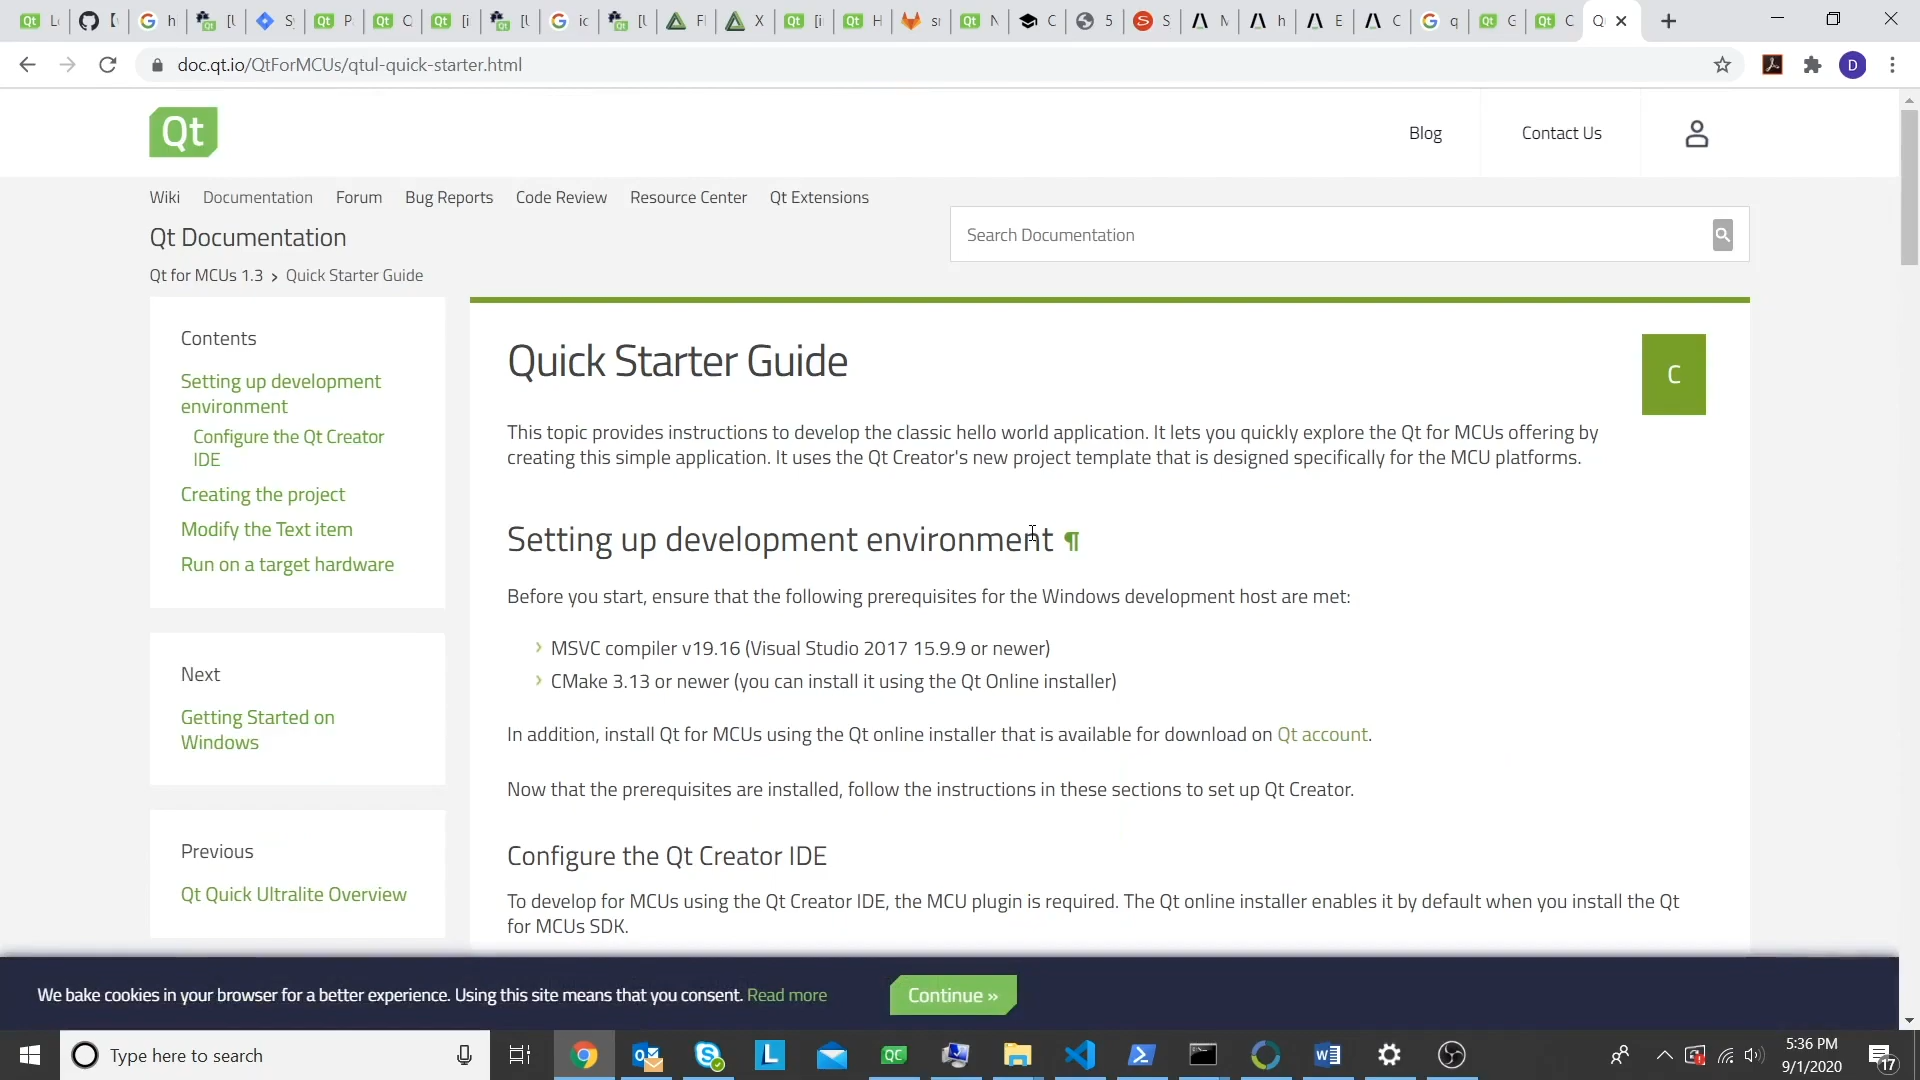 doc.qt.io/QtForMCUs/qtul-quick-starter.html
D
Qt
Blog
Contact Us
Wiki
Documentation
Forum
Bug Reports
Code Review
Resource Center
Qt Extensions
Qt Documentation
Search Documentation
Qt for MCUs 1.3 › Quick Starter Guide
Contents
Setting up development
environment
Configure the Qt Creator
IDE
Creating the project
Modify the Text item
Run on a target hardware
Next
Getting Started on
Windows
Previous
Qt Quick Ultralite Overview
Quick Starter Guide
C
This topic provides instructions to develop the classic hello world application. It lets you quickly explore the Qt for MCUs offering by
creating this simple application. It uses the Qt Creator's new project template that is designed specifically for the MCU platforms.
Setting up development environment ¶
Before you start, ensure that the following prerequisites for the Windows development host are met:
› MSVC compiler v19.16 (Visual Studio 2017 15.9.9 or newer)
› CMake 3.13 or newer (you can install it using the Qt Online installer)
In addition, install Qt for MCUs using the Qt online installer that is available for download on Qt account.
Now that the prerequisites are installed, follow the instructions in these sections to set up Qt Creator.
Configure the Qt Creator IDE
To develop for MCUs using the Qt Creator IDE, the MCU plugin is required. The Qt online installer enables it by default when you install the Qt
for MCUs SDK.
We bake cookies in your browser for a better experience. Using this site means that you consent. Read more
Continue »
Type here to search
5:36 PM
9/1/2020
17